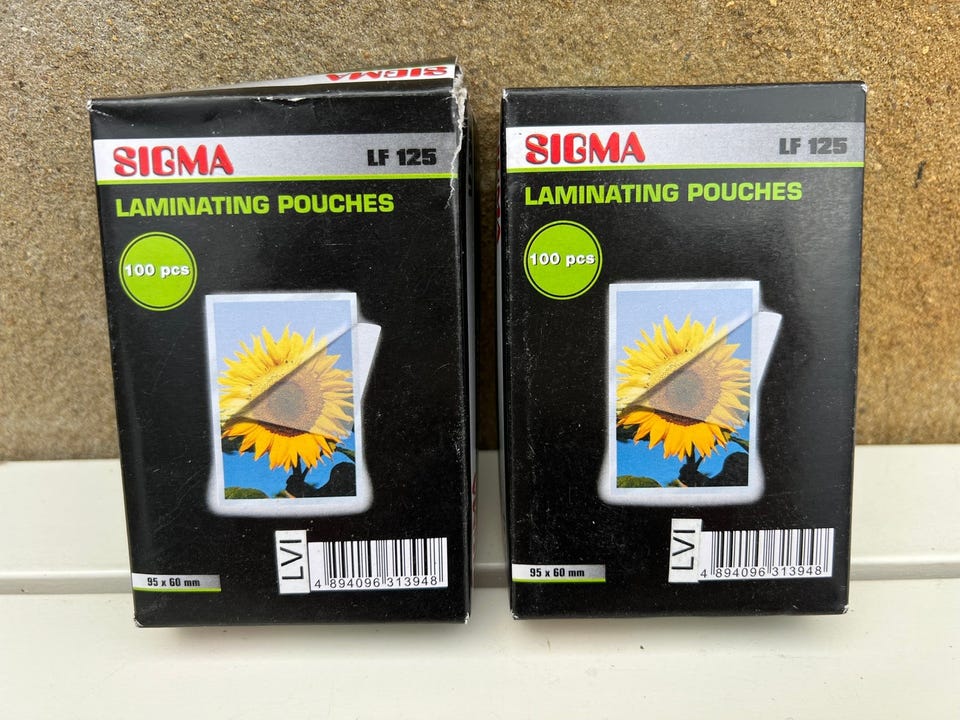 SIGMA
SIGMA LF 125
LAMINATING POUCHES
100 pcs
LVI
4 894096 313948
95 x 60 mm
SIGMA LF 125
LAMINATING POUCHES
100 pcs
LVI
4 894096 313948
95 x 60 mm